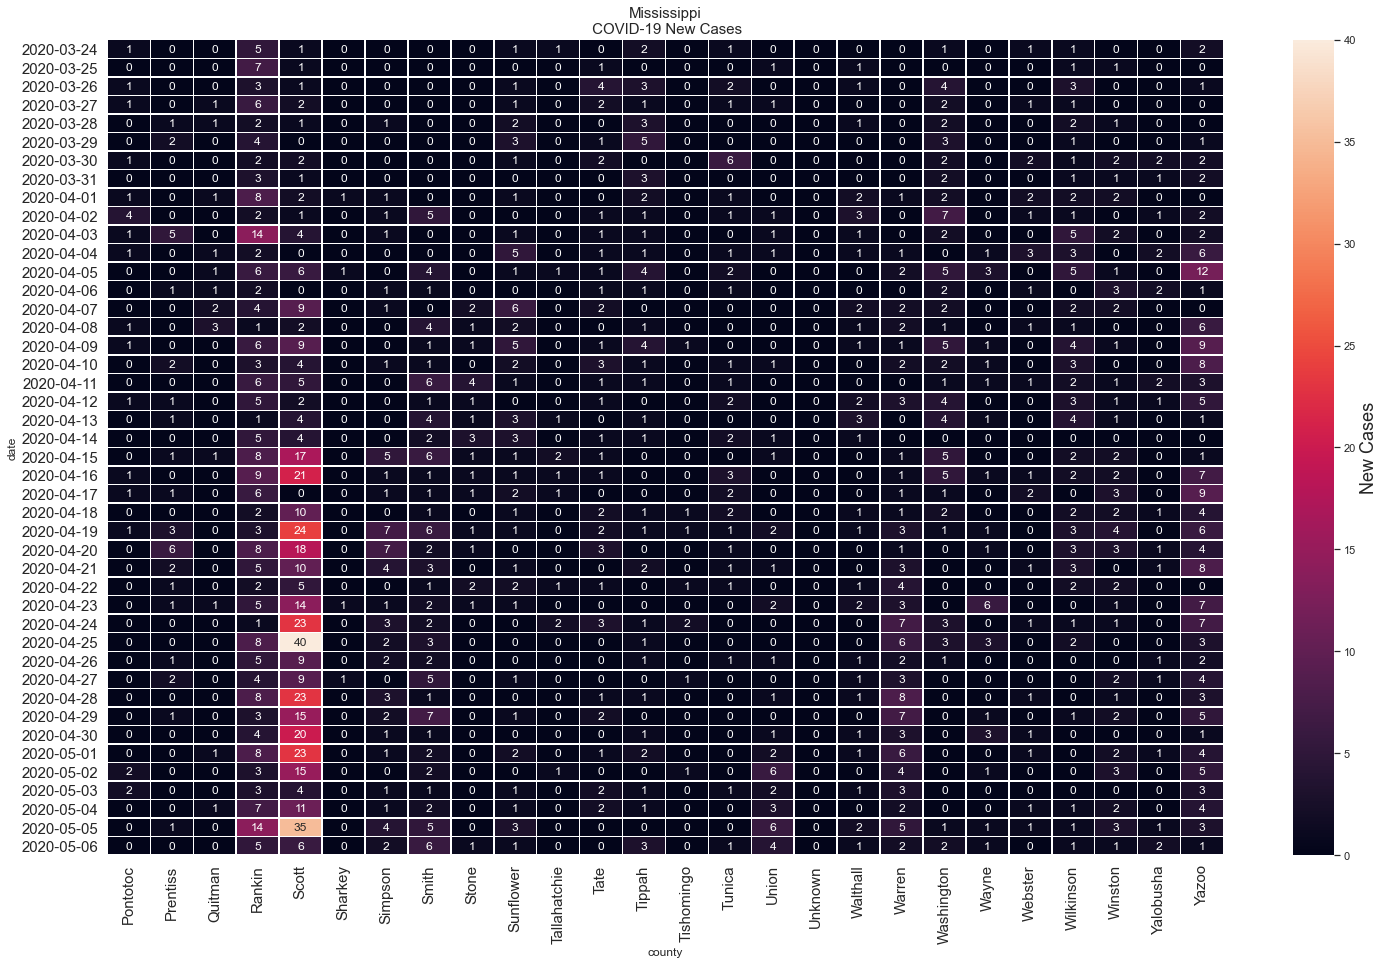 Mississippi
COVID-19 New Cases
2020-03-24 1 0 0 5 1 0 0 0 0 1 1 0 2 0 1 0 0 0 0 1 0 1 1 0 0 2
2020-03-25 0 0 0 7 1 0 0 0 0 0 0 1 0 0 0 1 0 1 0 0 0 0 1 1 0 0
2020-03-26 1 0 0 3 1 0 0 0 0 1 0 4 3 0 2 0 0 1 0 4 0 0 3 0 0 1
2020-03-27 1 0 1 6 2 0 0 0 0 1 0 2 1 0 1 1 0 0 0 2 0 1 1 0 0 0
2020-03-28 0 1 1 2 1 0 1 0 0 2 0 0 3 0 0 0 0 1 0 2 0 0 2 1 0 0
2020-03-29 0 2 0 4 0 0 0 0 0 3 0 1 5 0 0 0 0 0 0 3 0 0 1 0 0 1
2020-03-30 1 0 0 2 2 0 0 0 0 1 0 2 0 0 6 0 0 0 0 2 0 2 1 2 2 2
2020-03-31 0 0 0 3 1 0 0 0 0 0 0 0 3 0 0 0 0 0 0 2 0 0 1 1 1 2
2020-04-01 1 0 1 8 2 1 1 0 0 1 0 0 2 0 1 0 0 2 1 2 0 2 2 2 0 0
2020-04-02 4 0 0 2 1 0 1 5 0 0 0 1 1 0 1 1 0 3 0 7 0 1 1 0 1 2
2020-04-03 1 5 0 14 4 0 1 0 0 1 0 1 1 0 0 1 0 1 0 2 0 0 5 2 0 2
2020-04-04 1 0 1 2 0 0 0 0 0 5 0 1 1 0 1 1 0 1 1 0 1 3 3 0 2 6
2020-04-05 0 0 1 6 6 1 0 4 0 1 1 1 4 0 2 0 0 0 2 5 3 0 5 1 0 12
2020-04-06 0 1 1 2 0 0 1 1 0 0 0 1 1 0 1 0 0 0 0 2 0 1 0 3 2 1
2020-04-07 0 0 2 4 9 0 1 0 2 6 0 2 0 0 0 0 0 2 2 2 0 0 2 2 0 0
2020-04-08 1 0 3 1 2 0 0 4 1 2 0 0 1 0 0 0 0 1 2 1 0 1 1 0 0 6
2020-04-09 1 0 0 6 9 0 0 1 1 5 0 1 4 1 0 0 0 1 1 5 1 0 4 1 0 9
2020-04-10 0 2 0 3 4 0 1 1 0 2 0 3 1 0 1 1 0 0 2 2 1 0 3 0 0 8
2020-04-11 0 0 0 6 5 0 0 6 4 1 0 1 1 0 1 0 0 0 0 1 1 1 2 1 2 3
2020-04-12 1 1 0 5 2 0 0 1 1 0 0 1 0 0 2 0 0 2 3 4 0 0 3 1 1 5
2020-04-13 0 1 0 1 4 0 0 4 1 3 1 0 1 0 0 0 0 3 0 4 1 0 4 1 0 1
2020-04-14 0 0 0 5 4 0 0 2 3 3 0 1 1 0 2 1 0 1 0 0 0 0 0 0 0 0
2020-04-15 0 1 1 8 17 0 5 6 1 1 2 1 0 0 0 1 0 0 1 5 0 0 2 2 0 1
2020-04-16 1 0 0 9 21 0 1 1 1 1 1 1 0 0 3 0 0 0 1 5 1 1 2 2 0 7
2020-04-17 1 1 0 6 0 0 1 1 1 2 1 0 0 0 2 0 0 0 1 1 0 2 0 3 0 9
2020-04-18 0 0 0 2 10 0 0 1 0 1 0 2 1 1 2 0 0 1 1 2 0 0 2 2 1 4
2020-04-19 1 3 0 3 24 0 7 6 1 1 0 2 1 1 1 2 0 1 3 1 1 0 3 4 0 6
2020-04-20 0 6 0 8 18 0 7 2 1 0 0 3 0 0 1 0 0 0 1 0 1 0 3 3 1 4
2020-04-21 0 2 0 5 10 0 4 3 0 1 0 0 2 0 1 1 0 0 3 0 0 1 3 0 1 8
2020-04-22 0 1 0 2 5 0 0 1 2 2 1 1 0 1 1 0 0 1 4 0 0 0 2 2 0 0
2020-04-23 0 1 1 5 14 1 1 2 1 1 0 0 0 0 0 2 0 2 3 0 6 0 0 1 0 7
2020-04-24 0 0 0 1 23 0 3 2 0 0 2 3 1 2 0 0 0 0 7 3 0 1 1 1 0 7
2020-04-25 0 0 0 8 40 0 2 3 0 0 0 0 1 0 0 0 0 0 6 3 3 0 2 0 0 3
2020-04-26 0 1 0 5 9 0 2 2 0 0 0 0 1 0 1 1 0 1 2 1 0 0 0 0 1 2
2020-04-27 0 2 0 4 9 1 0 5 0 1 0 0 0 1 0 0 0 1 3 0 0 0 0 2 1 4
2020-04-28 0 0 0 8 23 0 3 1 0 0 0 1 1 0 0 1 0 1 8 0 0 1 0 1 0 3
2020-04-29 0 1 0 3 15 0 2 7 0 1 0 2 0 0 0 0 0 0 7 0 1 0 1 2 0 5
2020-04-30 0 0 0 4 20 0 1 1 0 0 0 0 0 0 0 1 0 1 3 0 3 1 0 0 0 1
2020-05-01 0 0 1 8 23 0 1 2 0 2 0 1 2 0 0 2 0 1 6 0 0 1 0 2 1 4
2020-05-02 2 0 0 3 15 0 0 2 0 0 1 0 0 1 0 6 0 0 4 0 1 0 0 3 0 5
2020-05-03 2 0 0 3 4 0 1 1 0 1 0 2 1 0 1 2 0 1 3 0 0 0 0 0 0 3
2020-05-04 0 0 1 7 11 0 1 2 0 1 0 2 1 0 0 3 0 0 2 0 0 1 1 2 0 4
2020-05-05 0 1 0 14 35 0 4 5 0 3 0 0 0 0 0 6 0 2 5 1 1 1 1 3 1 3
2020-05-06 0 0 0 5 6 0 2 6 1 1 0 0 3 0 1 4 0 1 2 2 1 0 1 1 2 1
Pontotoc Prentiss Quitman Rankin Scott Sharkey Simpson Smith Stone Sunflower Tallahatchie Tate Tippah Tishomingo Tunica Union Unknown Walthall Warren Washington Wayne Webster Wilkinson Winston Yalobusha Yazoo
county
date
40
35
30
25
20
15
10
5
0
New Cases